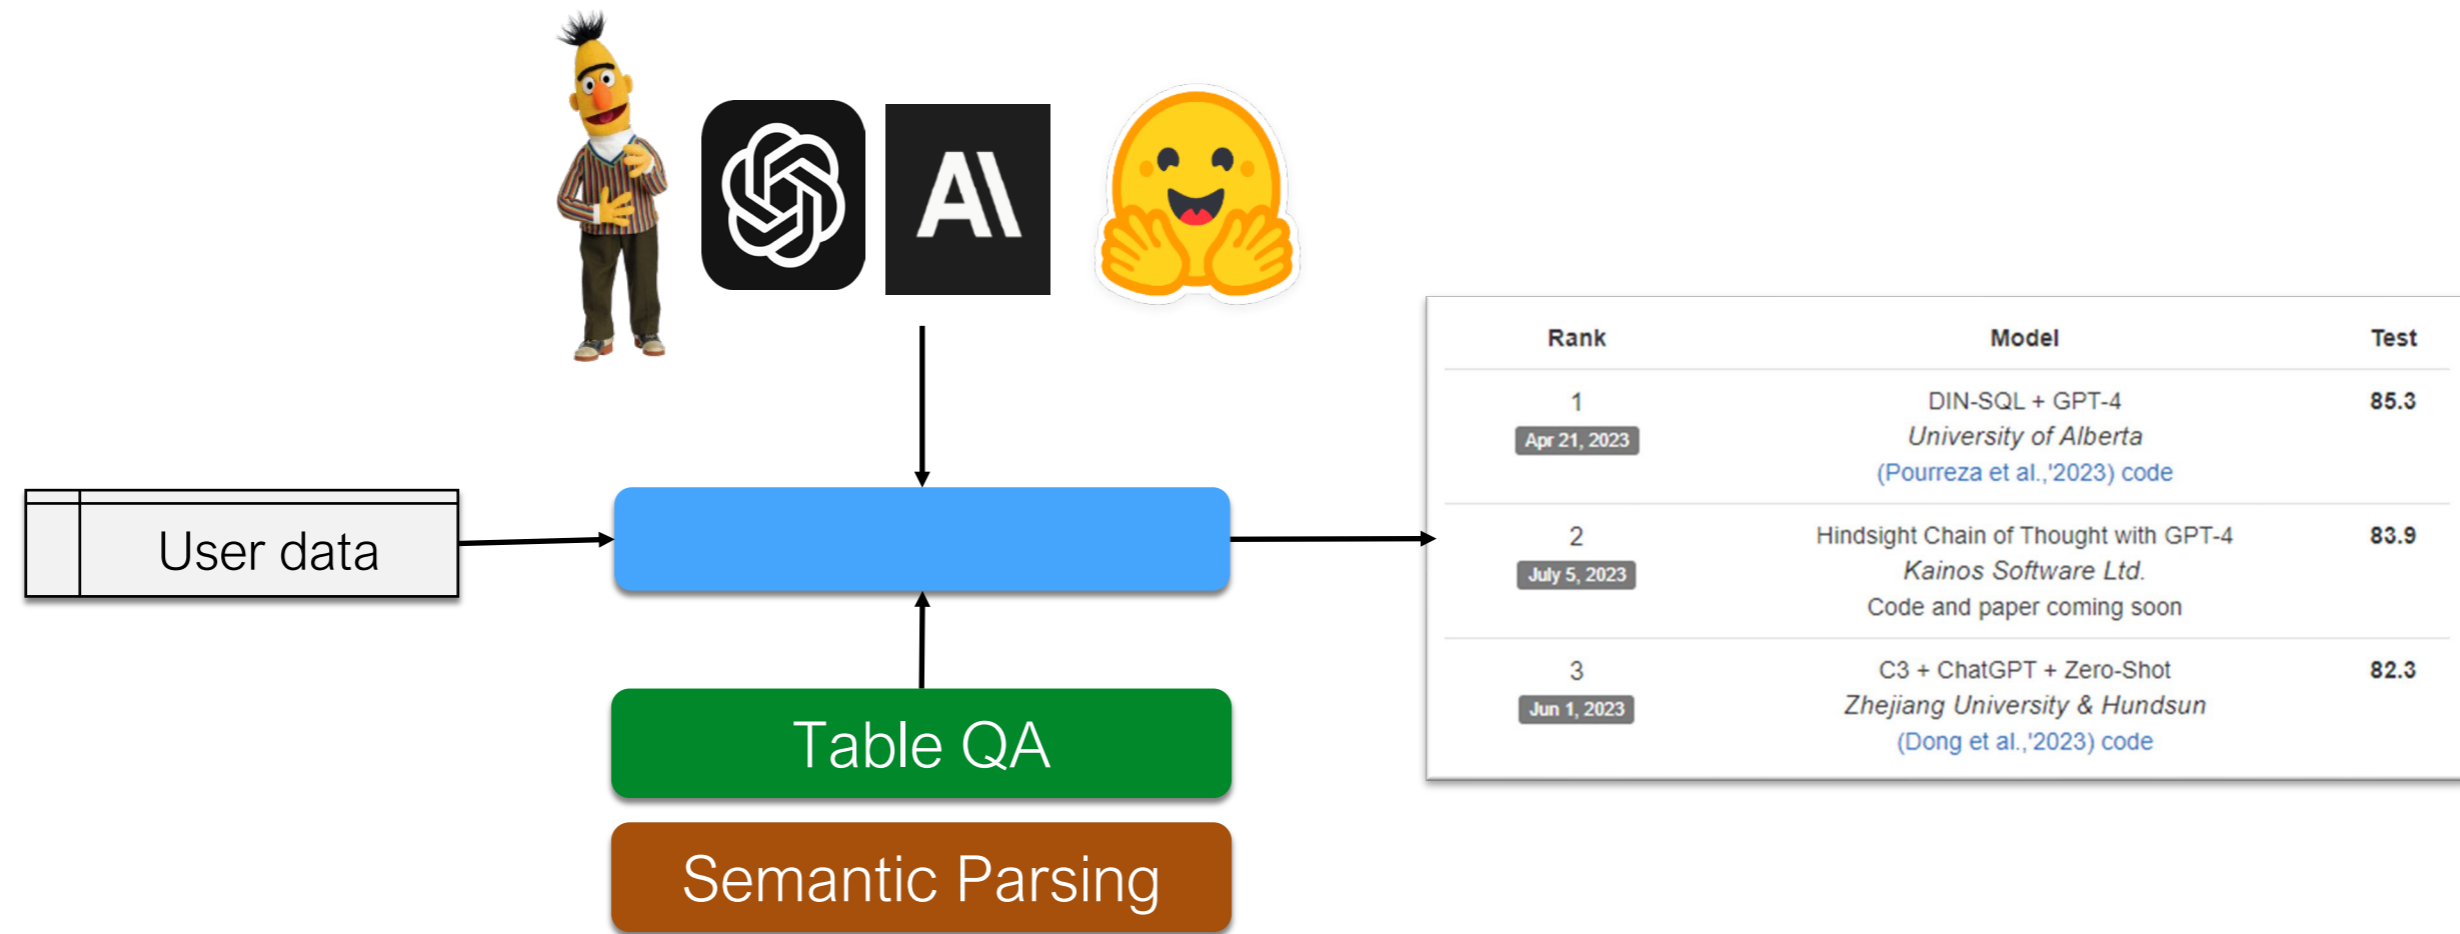 AI
User data
Table QA
Semantic Parsing
Rank Model Test
1 DIN-SQL + GPT-4 85.3
Apr 21, 2023 University of Alberta
(Pourreza et al.,'2023) code
2 Hindsight Chain of Thought with GPT-4 83.9
July 5, 2023 Kainos Software Ltd.
Code and paper coming soon
3 C3 + ChatGPT + Zero-Shot 82.3
Jun 1, 2023 Zhejiang University & Hundsun
(Dong et al.,'2023) code